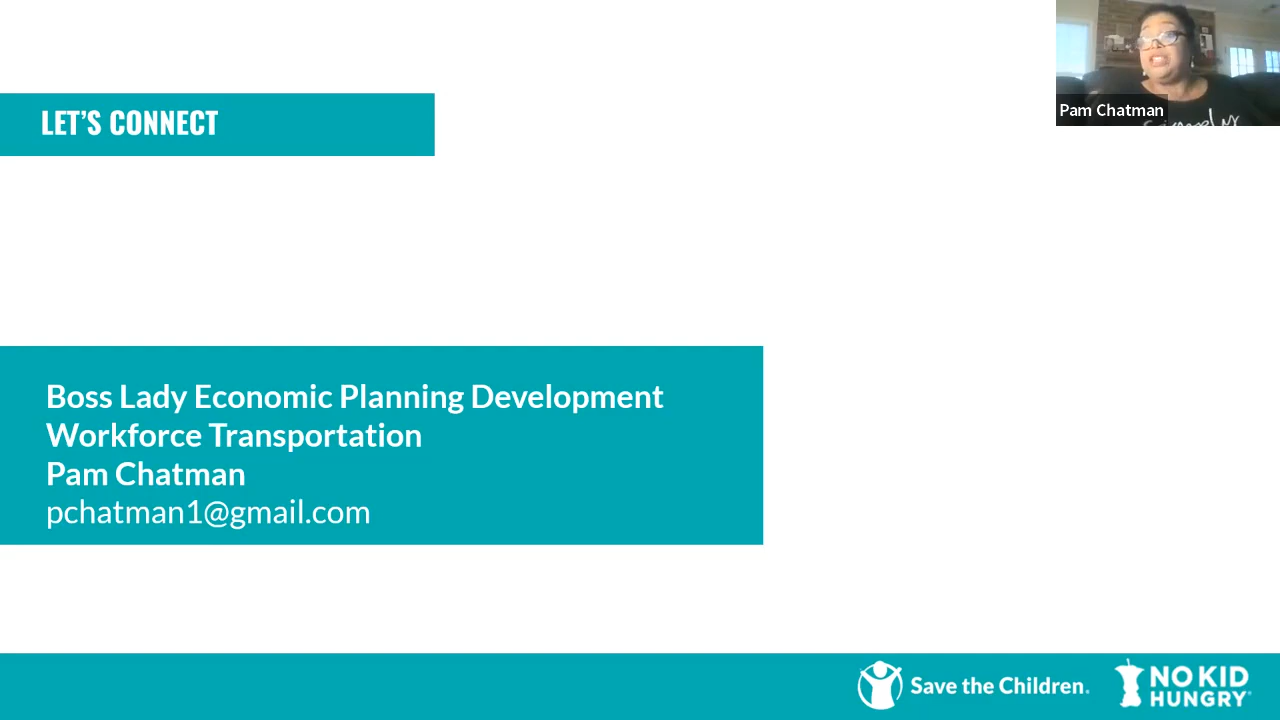 Pam Chatman
LET'S CONNECT
Boss Lady Economic Planning Development
Workforce Transportation
Pam Chatman
pchatman1@gmail.com
Save the Children.
NO KID
HUNGRY